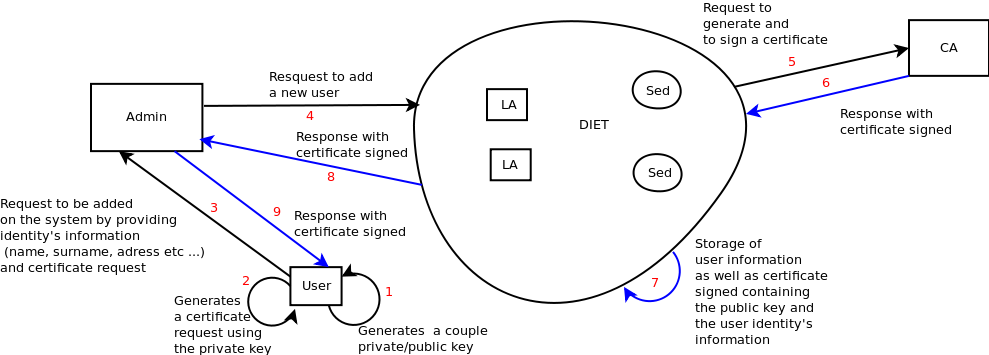 Request to
generate and
to sign a certificate
5
CA
6
Response with
certificate signed
Resquest to add
a new user
4
Admin
LA
Sed
DIET
Response with
certificate signed
8
LA
Sed
Request to be added
on the system by providing
identity's information
(name, surname, adress etc ...)
and certificate request
3
9
Response with
certificate signed
Storage of
user information
as well as certificate
signed containing
the public key and
the user identity's
information
7
2
User
1
Generates
a certificate
request using
the private key
Generates a couple
private/public key